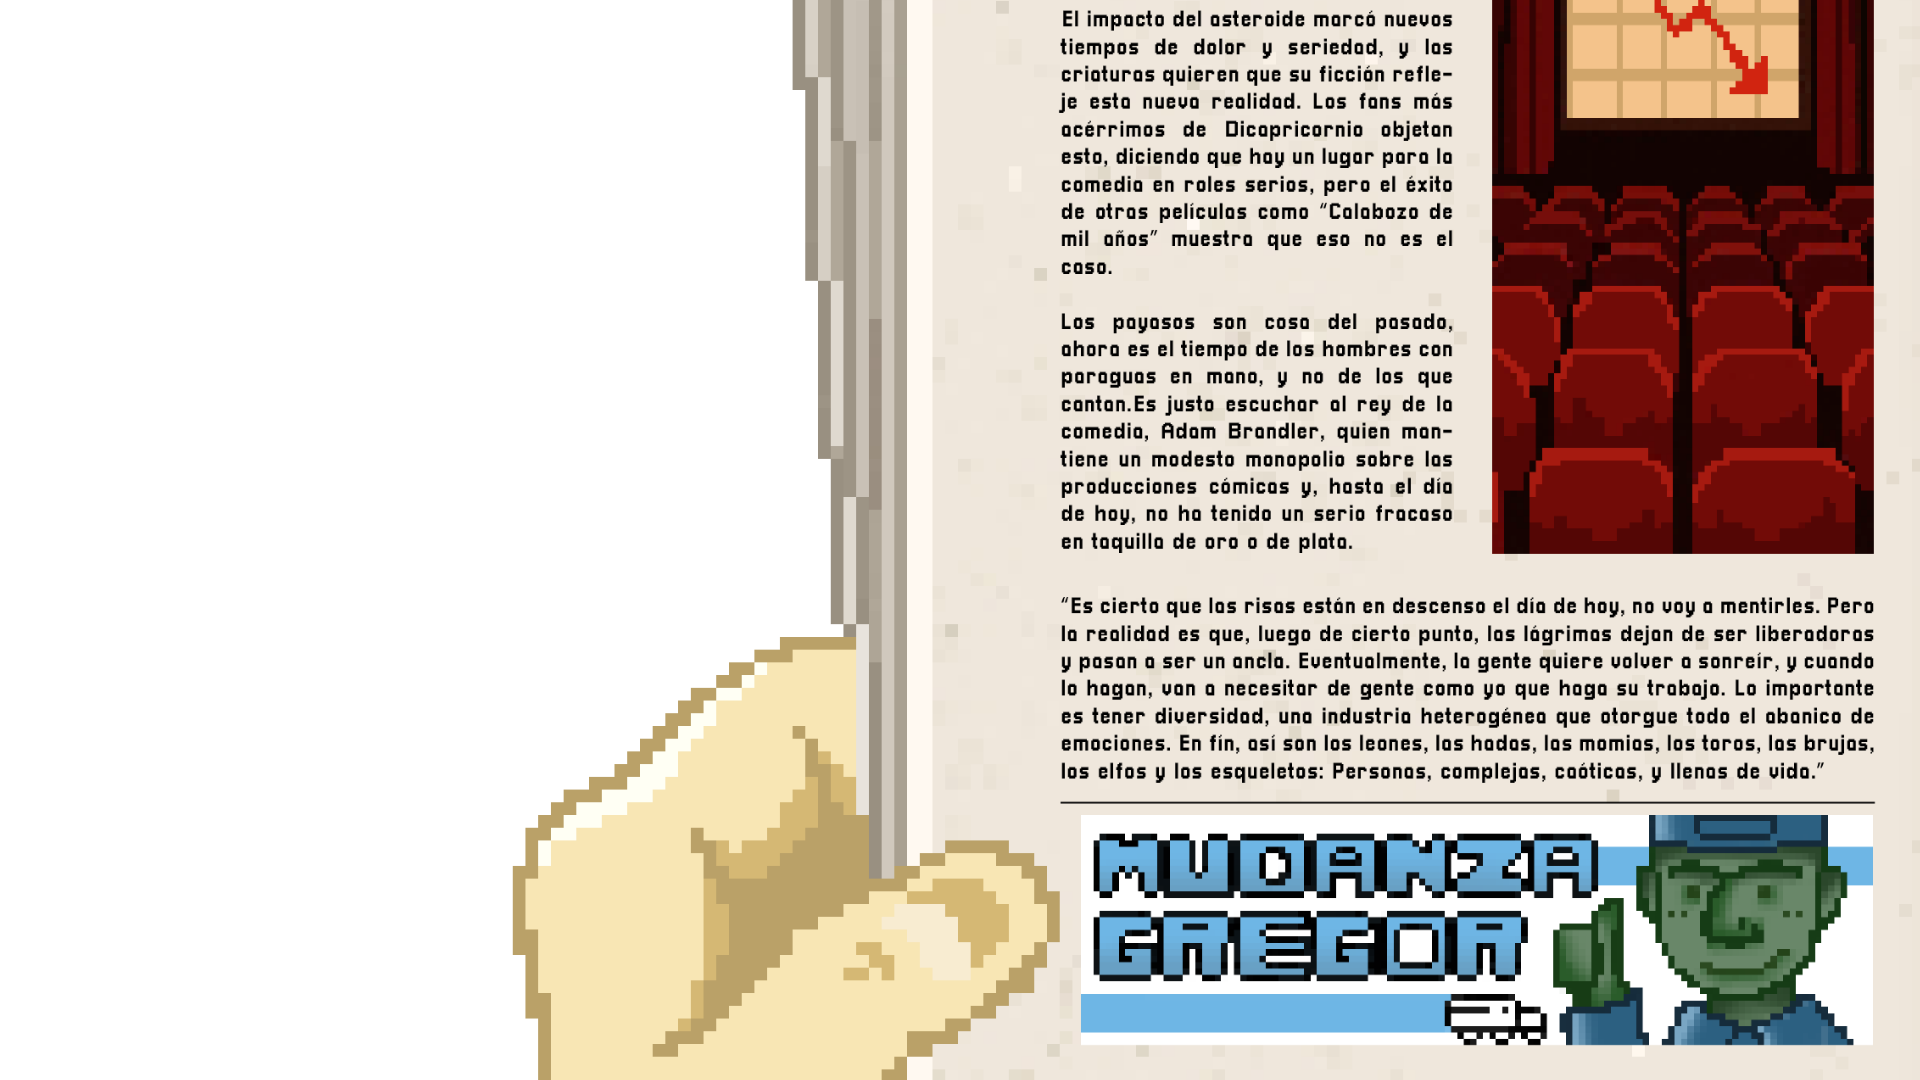 El impacto del asteroide marcó nuevos
tiempos de dolor y seriedad, y las
criaturas quieren que su ficción refle-
je esta nueva realidad. Los fans más
acérrimos de Dicapricornio objetan
esto, diciendo que hay un lugar para la
comedia en roles serios, pero el éxito
de otras películas como “Calabozo de
mil años” muestra que eso no es el
caso.
Los payasos son cosa del pasado,
ahora es el tiempo de los hombres con
paraguas en mano, y no de los que
cantan.Es justo escuchar al rey de la
comedia, Adam Brandler, quien man-
tiene un modesto monopolio sobre las
producciones cómicas y, hasta el día
de hoy, no ha tenido un serio fracaso
en taquilla de oro o de plata.
“Es cierto que las risas están en descenso el día de hoy, no voy a mentirles. Pero
la realidad es que, luego de cierto punto, las lágrimas dejan de ser liberadoras
y pasan a ser un ancla. Eventualmente, la gente quiere volver a sonreír, y cuando
lo hagan, van a necesitar de gente como yo que haga su trabajo. Lo importante
es tener diversidad, una industria heterogénea que otorgue todo el abanico de
emociones. En fín, así son los leones, las hadas, las momias, los toros, las brujas,
los elfos y los esqueletos: Personas, complejas, caóticas, y llenas de vida.”
MUDANZA
GREGOR